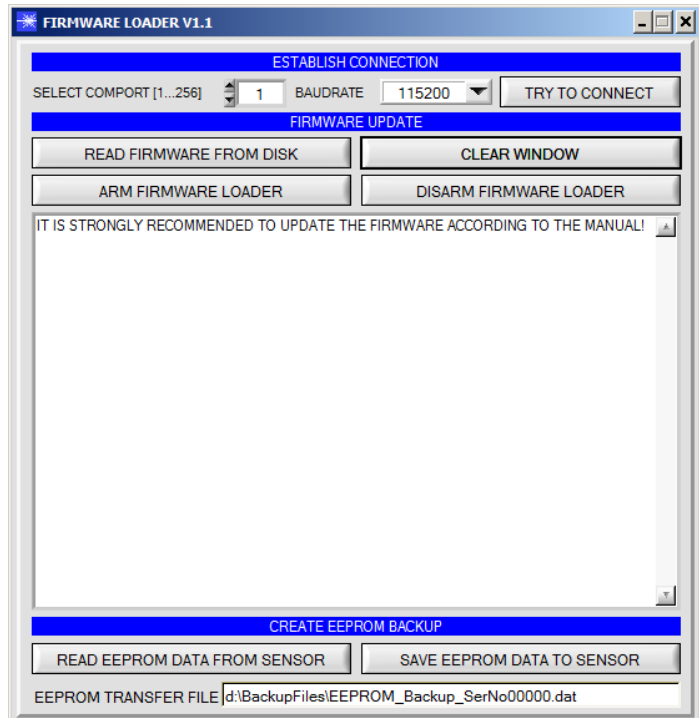 FIRMWARE LOADER V1.1
ESTABLISH CONNECTION
SELECT COMPORT [1...256] 1 BAUDRATE 115200 TRY TO CONNECT
FIRMWARE UPDATE
READ FIRMWARE FROM DISK CLEAR WINDOW
ARM FIRMWARE LOADER DISARM FIRMWARE LOADER
IT IS STRONGLY RECOMMENDED TO UPDATE THE FIRMWARE ACCORDING TO THE MANUAL!
CREATE EEPROM BACKUP
READ EEPROM DATA FROM SENSOR SAVE EEPROM DATA TO SENSOR
EEPROM TRANSFER FILE d:\BackupFiles\EEPROM_Backup_SerNo00000.dat